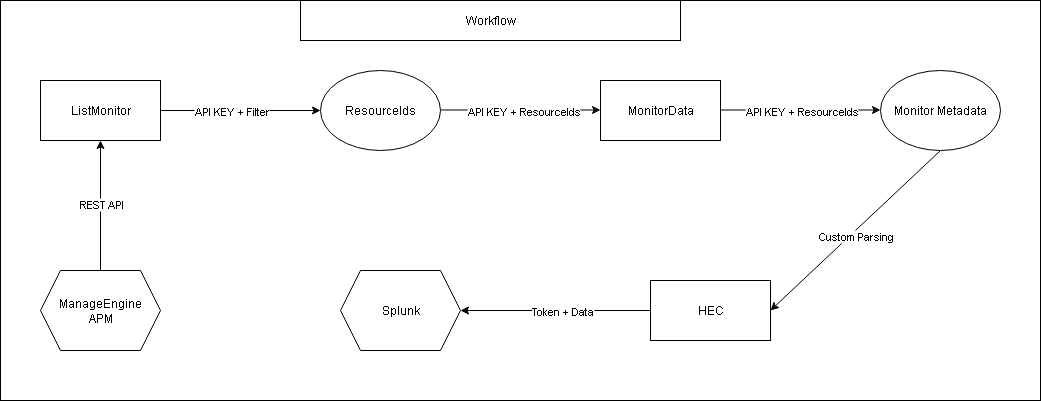 Workflow
ListMonitor
API KEY + Filter
ResourceIds
API KEY + ResourceIds
MonitorData
API KEY + ResourceIds
Monitor Metadata
REST API
Custom Parsing
ManageEngine
APM
Splunk
Token + Data
HEC